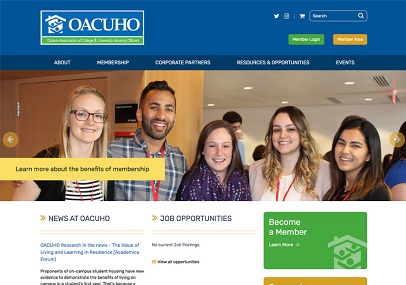 OACUHO
Ontario Association of College & University Housing Officers
Search
Member Login
Member Area
ABOUT
MEMBERSHIP
CORPORATE PARTNERS
RESOURCES & OPPORTUNITIES
EVENTS
Learn more about the benefits of membership
NEWS AT OACUHO
OACUHO Research in the news - The Value
of Living and Learning in Residence (Academica
Forum)
Proponents of on-campus student housing have new
evidence to demonstrate the benefits of living on
campus in a student's first year. That's because a
JOB OPPORTUNITIES
No current Job Postings.
View all opportunities
Become
a Member
Learn More